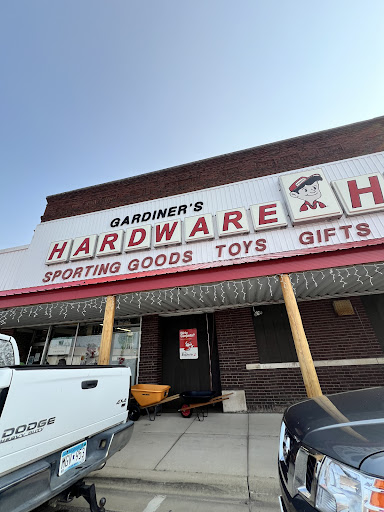 GARDINER'S
HARDWARE H
SPORTING GOODS TOYS GIFTS
DODGE